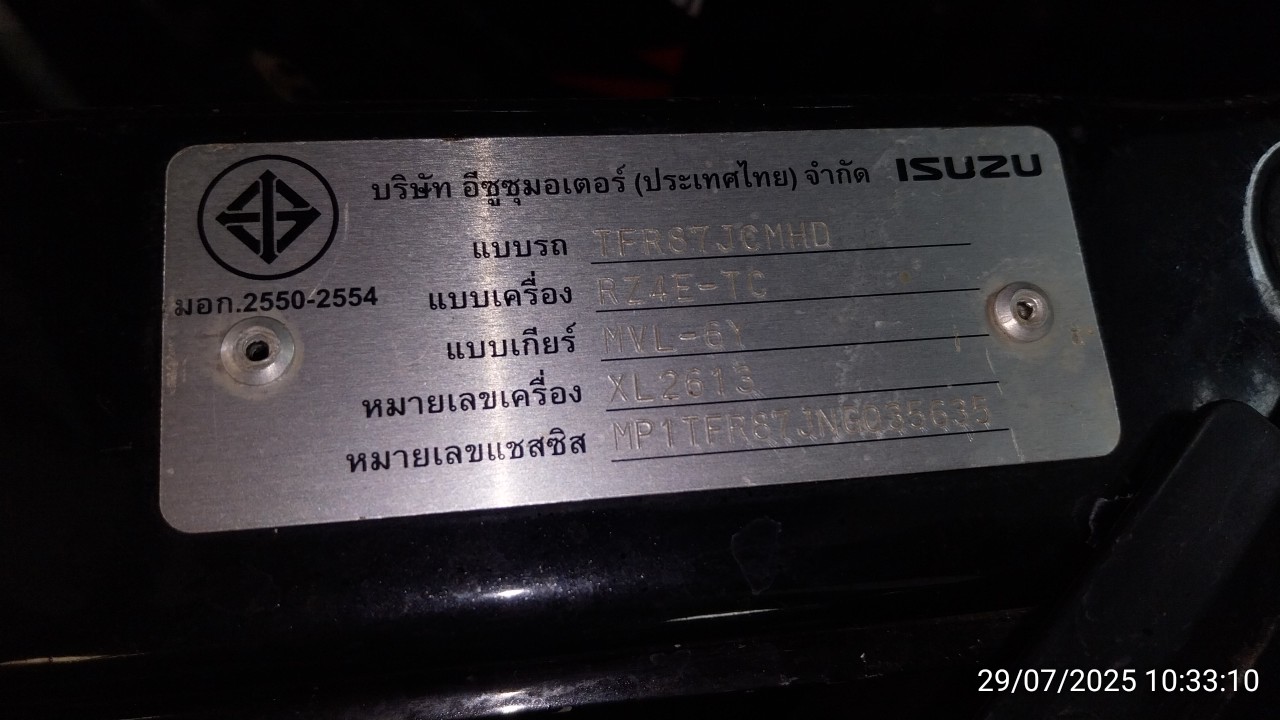 บริษัท อีซูซุมอเตอร์ (ประเทศไทย) จำกัด ISUZU
แบบรถ TFR87JCMHD
มอก.2550-2554 แบบเครื่อง RZ4E-TC
แบบเกียร์ MVL-6Y
หมายเลขเครื่อง XL2613
หมายเลขแชสซิส MP1TFR87JNG035635
29/07/2025 10:33:10